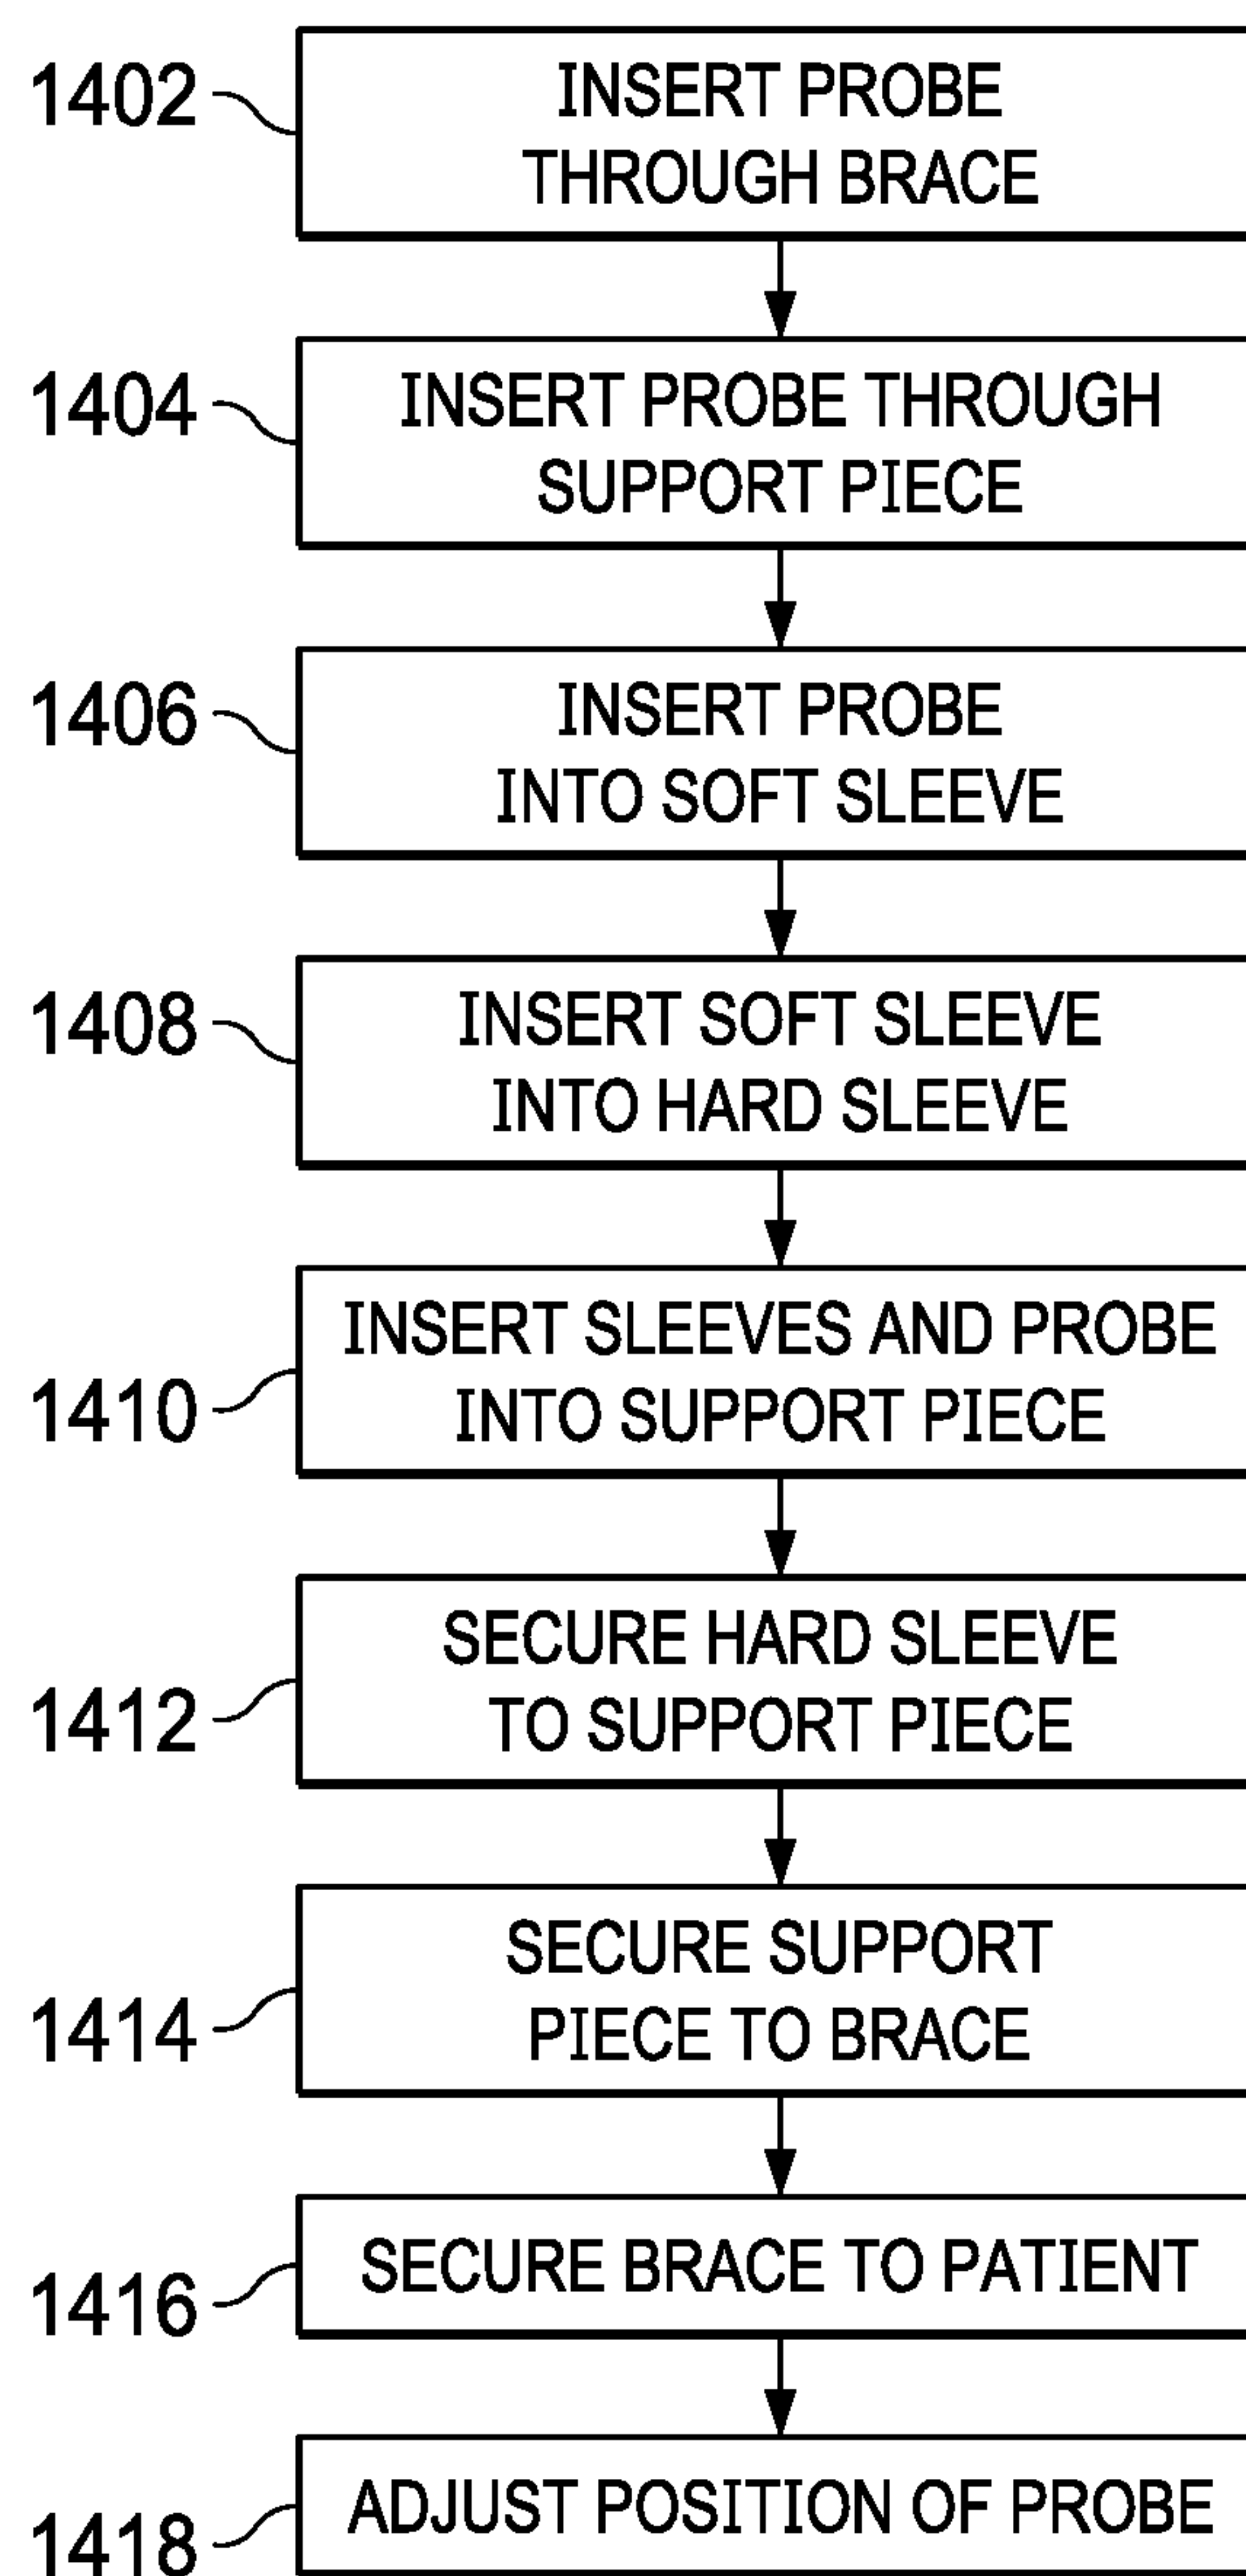 1402
INSERT PROBE
THROUGH BRACE
1404
INSERT PROBE THROUGH
SUPPORT PIECE
1406
INSERT PROBE
INTO SOFT SLEEVE
1408
INSERT SOFT SLEEVE
INTO HARD SLEEVE
1410
INSERT SLEEVES AND PROBE
INTO SUPPORT PIECE
1412
SECURE HARD SLEEVE
TO SUPPORT PIECE
1414
SECURE SUPPORT
PIECE TO BRACE
1416
SECURE BRACE TO PATIENT
1418
ADJUST POSITION OF PROBE